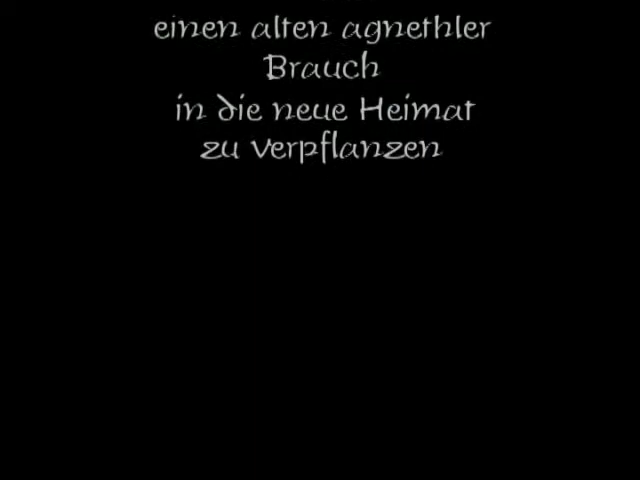 einen alten agnethler
Brauch
in die neue Heimat
zu verpflanzen